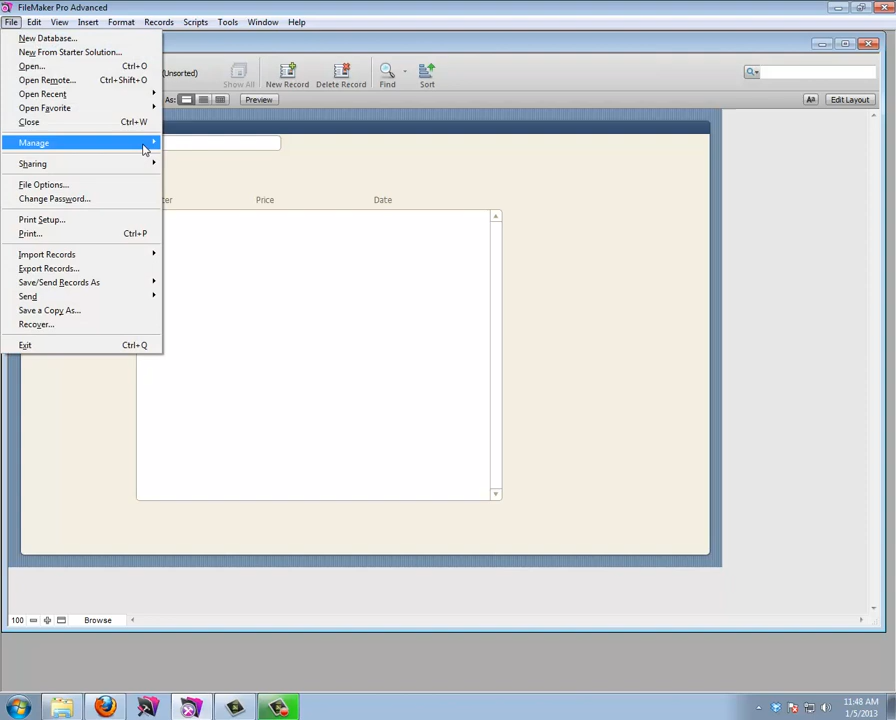 FileMaker Pro Advanced
File Edit View Insert Format Records Scripts Tools Window Help
New Database...
New From Starter Solution...
Open... Ctrl+O
Open Remote... Ctrl+Shift+O
Open Recent
Open Favorite
Close Ctrl+W
Manage
Sharing
File Options...
Change Password...
Print Setup...
Print... Ctrl+P
Import Records
Export Records...
Save/Send Records As
Send
Save a Copy As...
Recover...
Exit Ctrl+Q
(Unsorted)
Show All New Record Delete Record Find Sort
As: Preview Aa Edit Layout
Price Date
100 Browse
11:48 AM
1/5/2013